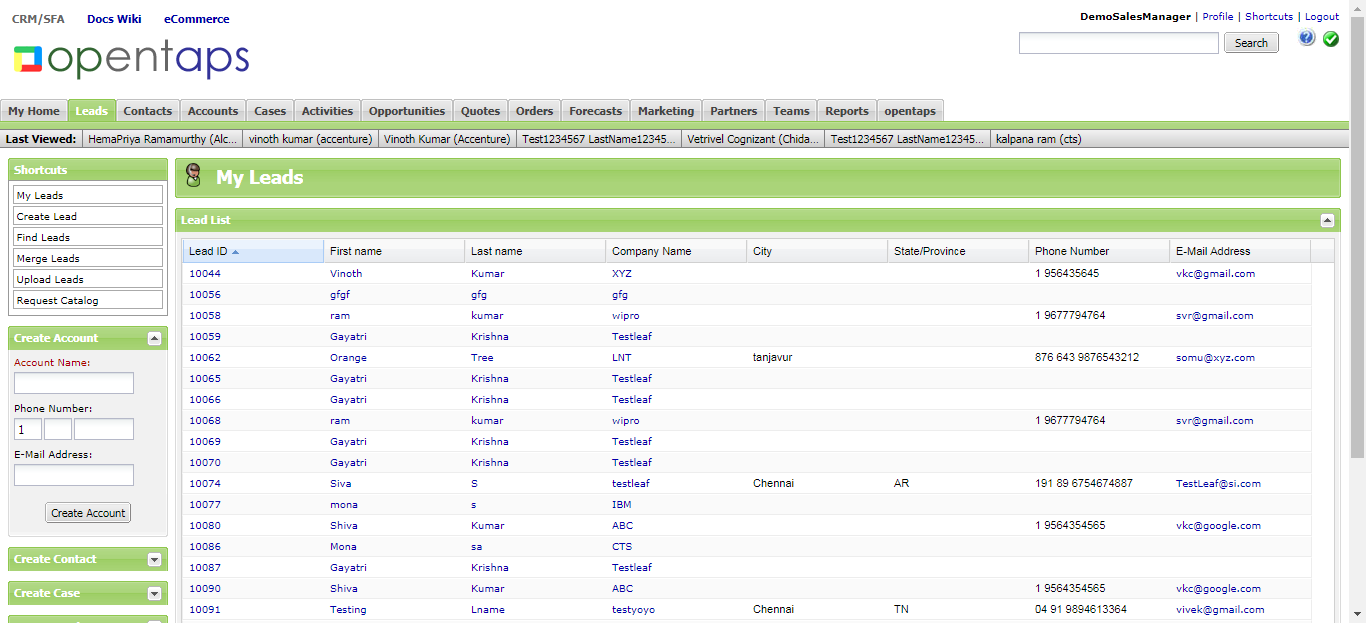 CRM/SFA Docs Wiki eCommerce
DemoSalesManager | Profile | Shortcuts | Logout
opentaps
Search
My Home Leads Contacts Accounts Cases Activities Opportunities Quotes Orders Forecasts Marketing Partners Teams Reports opentaps
Last Viewed: HemaPriya Ramamurthy (Alc... vinoth kumar (accenture) Vinoth Kumar (Accenture) Test1234567 LastName12345... Vetrivel Cognizant (Chida... Test1234567 LastName12345... kalpana ram (cts)
Shortcuts
My Leads
Create Lead
Find Leads
Merge Leads
Upload Leads
Request Catalog
Create Account
Account Name:
Phone Number:
1
E-Mail Address:
Create Account
Create Contact
Create Case
My Leads
Lead List
Lead ID First name Last name Company Name City State/Province Phone Number E-Mail Address
10044 Vinoth Kumar XYZ 1 956435645 vkc@gmail.com
10056 gfgf gfg gfg
10058 ram kumar wipro 1 9677794764 svr@gmail.com
10059 Gayatri Krishna Testleaf
10062 Orange Tree LNT tanjavur 876 643 9876543212 somu@xyz.com
10065 Gayatri Krishna Testleaf
10066 Gayatri Krishna Testleaf
10068 ram kumar wipro 1 9677794764 svr@gmail.com
10069 Gayatri Krishna Testleaf
10070 Gayatri Krishna Testleaf
10074 Siva S testleaf Chennai AR 191 89 6754674887 TestLeaf@si.com
10077 mona s IBM
10080 Shiva Kumar ABC 1 9564354565 vkc@google.com
10086 Mona sa CTS
10087 Gayatri Krishna Testleaf
10090 Shiva Kumar ABC 1 9564354565 vkc@google.com
10091 Testing Lname testyoyo Chennai TN 04 91 9894613364 vivek@gmail.com